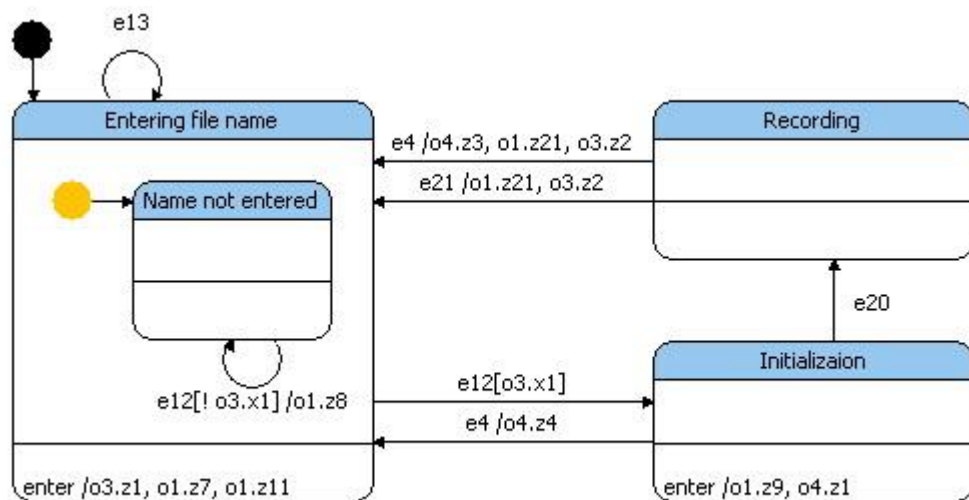 e13
Entering file name
Recording
e4 /o4.z3, o1.z21, o3.z2
e21 /o1.z21, o3.z2
Name not entered
e20
Initializaion
e12[! o3.x1] /o1.z8
e12[o3.x1]
e4 /o4.z4
enter /o3.z1, o1.z7, o1.z11
enter /o1.z9, o4.z1